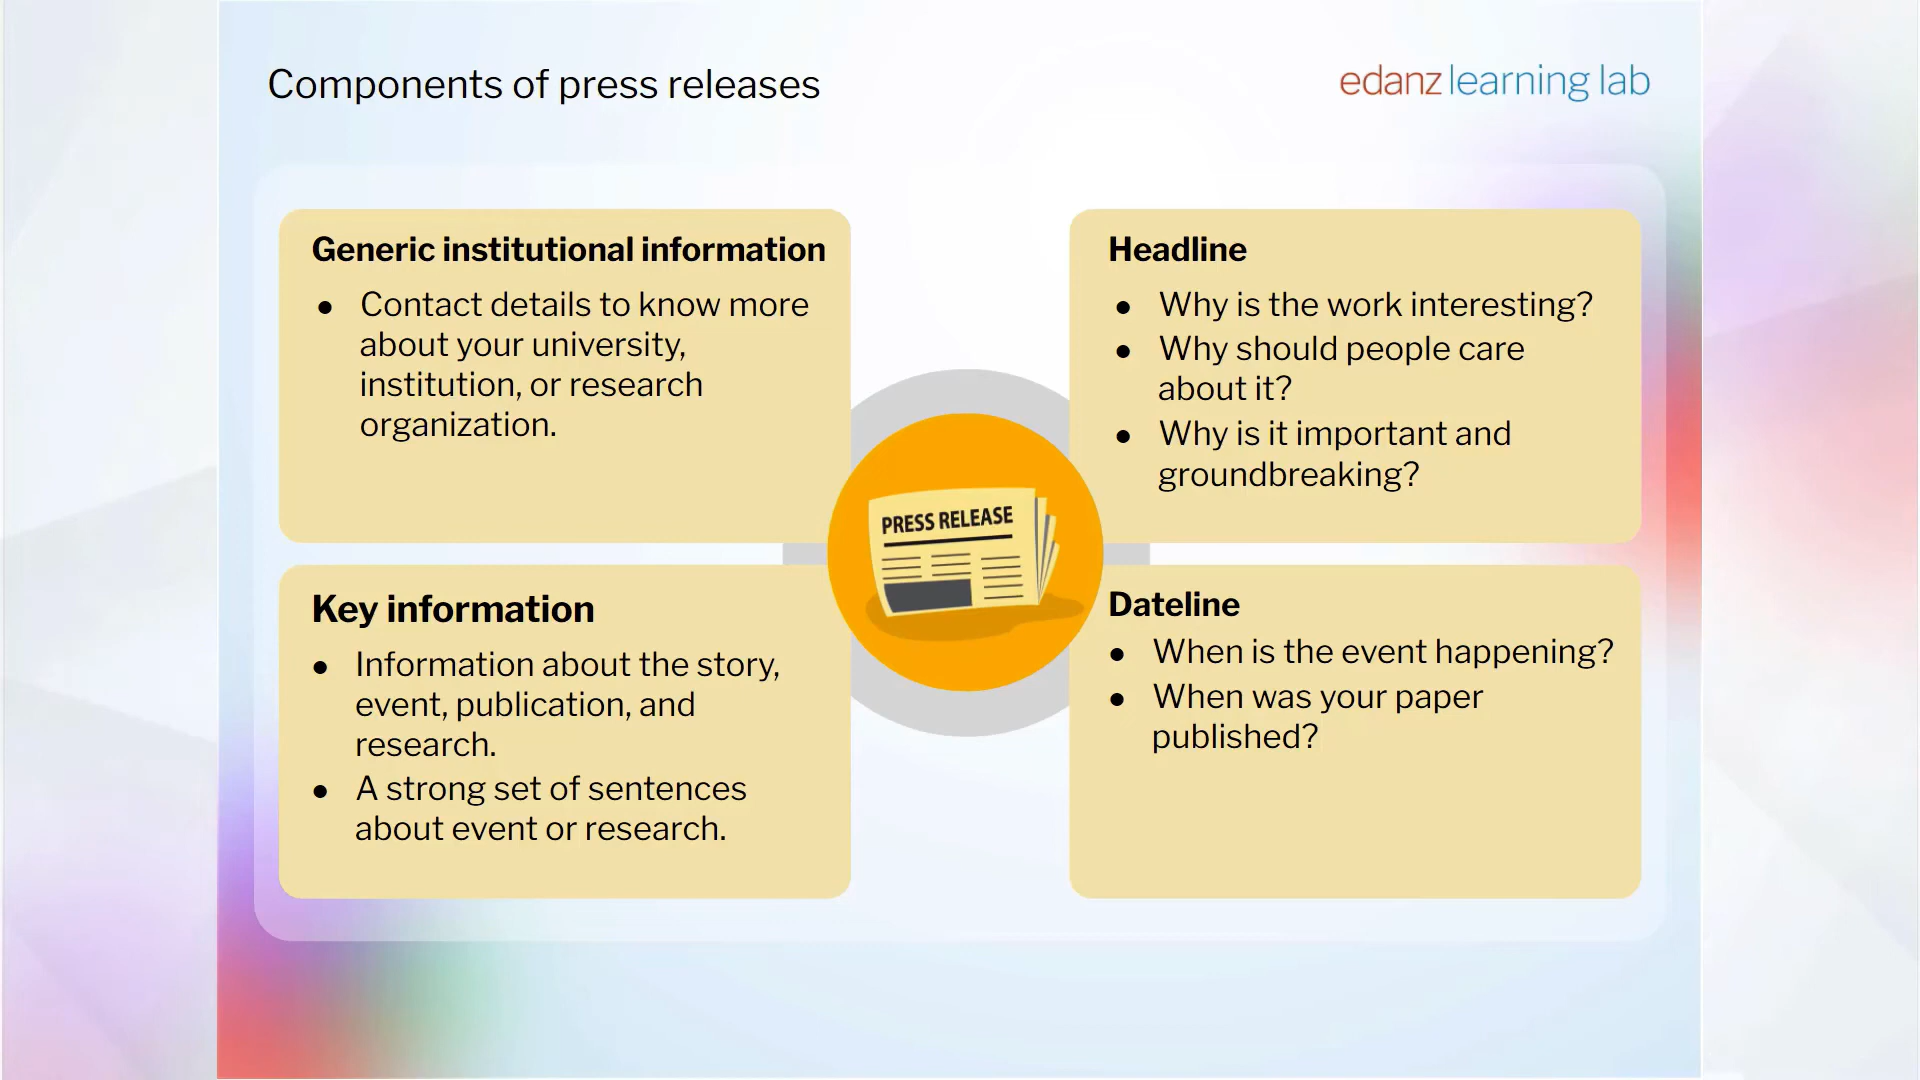 Components of press releases
edanz learning lab
Generic institutional information
● Contact details to know more
about your university,
institution, or research
organization.
Headline
● Why is the work interesting?
● Why should people care
about it?
● Why is it important and
groundbreaking?
PRESS RELEASE
Key information
● Information about the story,
event, publication, and
research.
● A strong set of sentences
about event or research.
Dateline
● When is the event happening?
● When was your paper
published?